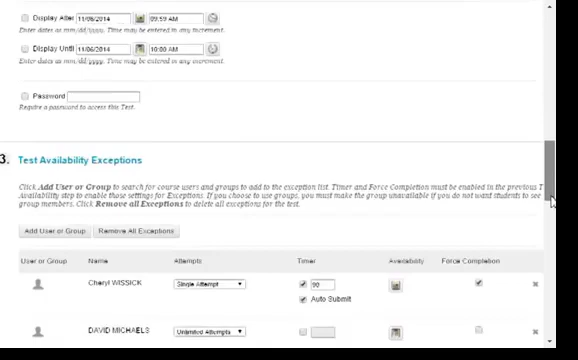 Display After 11/06/2014 09:59 AM
Enter dates as mm/dd/yyyy. Time may be entered in any increment.
Display Until 11/06/2014 10:00 AM
Enter dates as mm/dd/yyyy. Time may be entered in any increment.
Password
Require a password to access this Test.
3. Test Availability Exceptions
Click Add User or Group to search for course users and groups to add to the exception list. Timer and Force Completion must be enabled in the previous T
Availability step to enable those settings for Exceptions. If you choose to use groups, you must make the group unavailable if you do not want students to see
group members. Click Remove all Exceptions to delete all exceptions for the test.
Add User or Group Remove All Exceptions
User or Group Name Attempts Timer Availability Force Completion
Cheryl WISSICK Single Attempt 90
Auto Submit
DAVID MICHAELS Unlimited Attempts